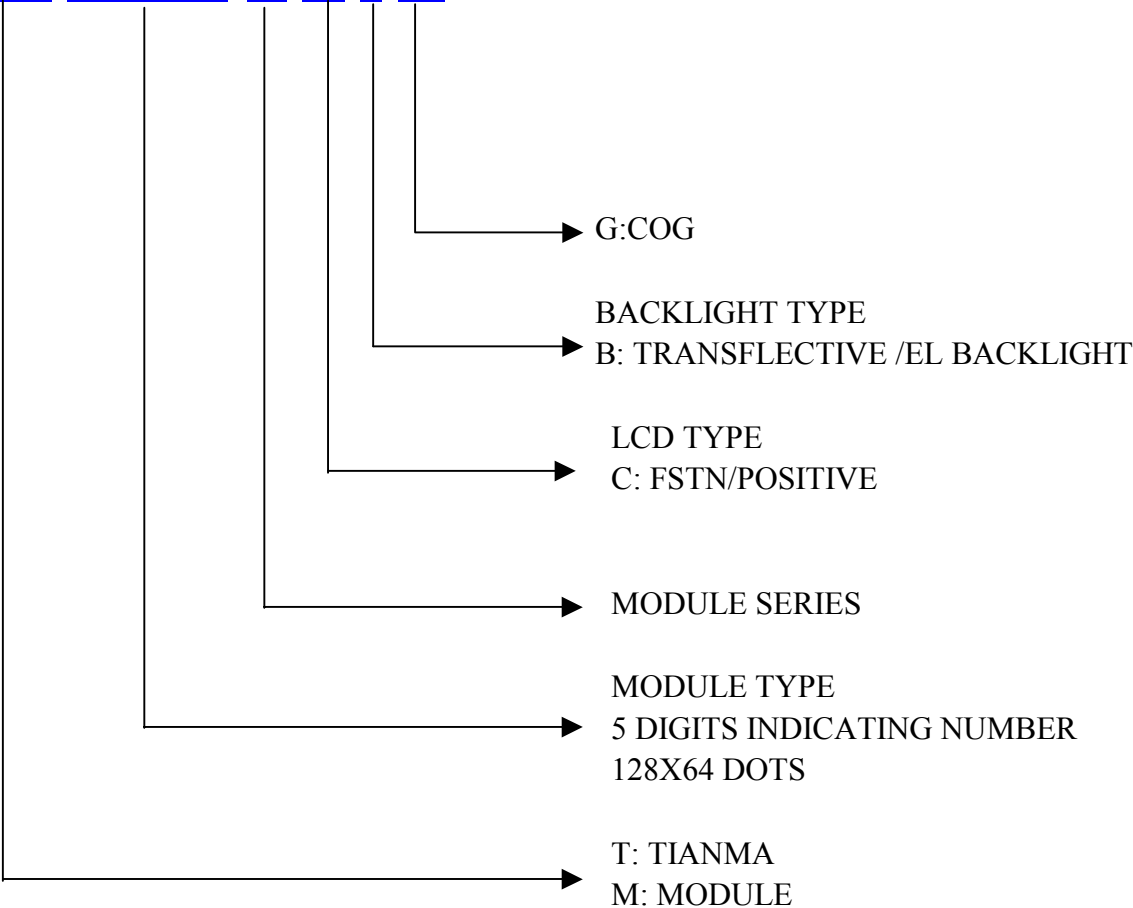 G:COG
BACKLIGHT TYPE
B: TRANSFLECTIVE /EL BACKLIGHT
LCD TYPE
C: FSTN/POSITIVE
MODULE SERIES
MODULE TYPE
5 DIGITS INDICATING NUMBER
128X64 DOTS
T: TIANMA
M: MODULE